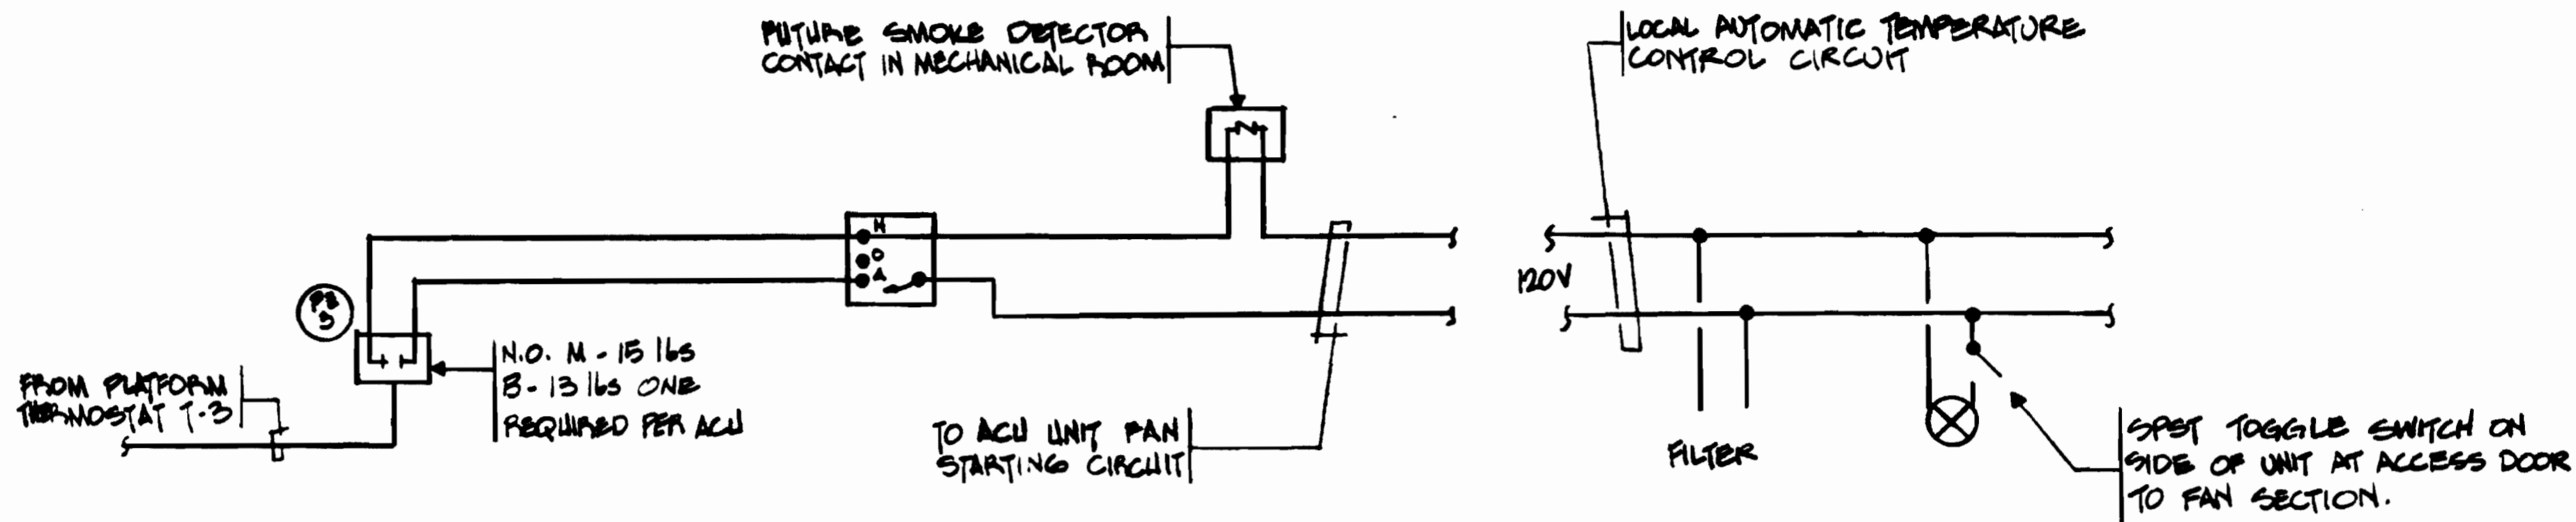 FUTURE SMOKE DETECTOR
CONTACT IN MECHANICAL ROOM
LOCAL AUTOMATIC TEMPERATURE
CONTROL CIRCUIT
H
O
A
120V
PE
3
N.O. M - 15 lbs
B - 13 lbs ONE
REQUIRED PER ACU
FROM PLATFORM
THERMOSTAT T-3
TO ACU UNIT FAN
STARTING CIRCUIT
FILTER
SPST TOGGLE SWITCH ON
SIDE OF UNIT AT ACCESS DOOR
TO FAN SECTION.